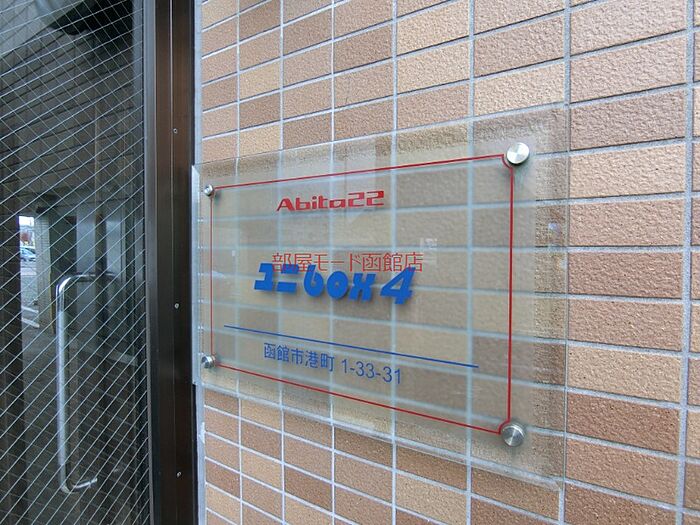 Abita22
部屋モード函館店
ユニbox4
函館市港町 1-33-31